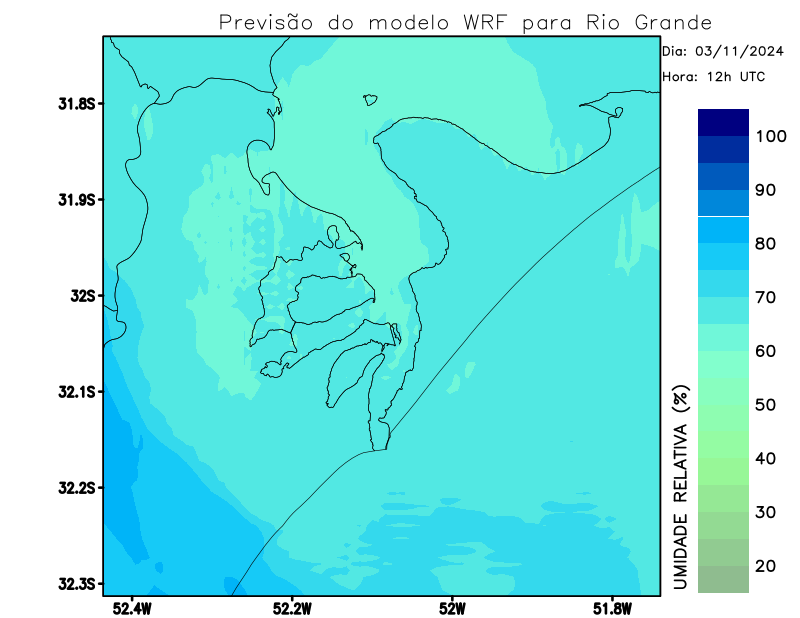 Previsão do modelo WRF para Rio Grande
Dia: 03/11/2024
Hora: 12h UTC
31.8S
31.9S
32S
32.1S
32.2S
32.3S
52.4W
52.2W
52W
51.8W
100
90
80
70
60
50
40
30
20
UMIDADE RELATIVA (%)